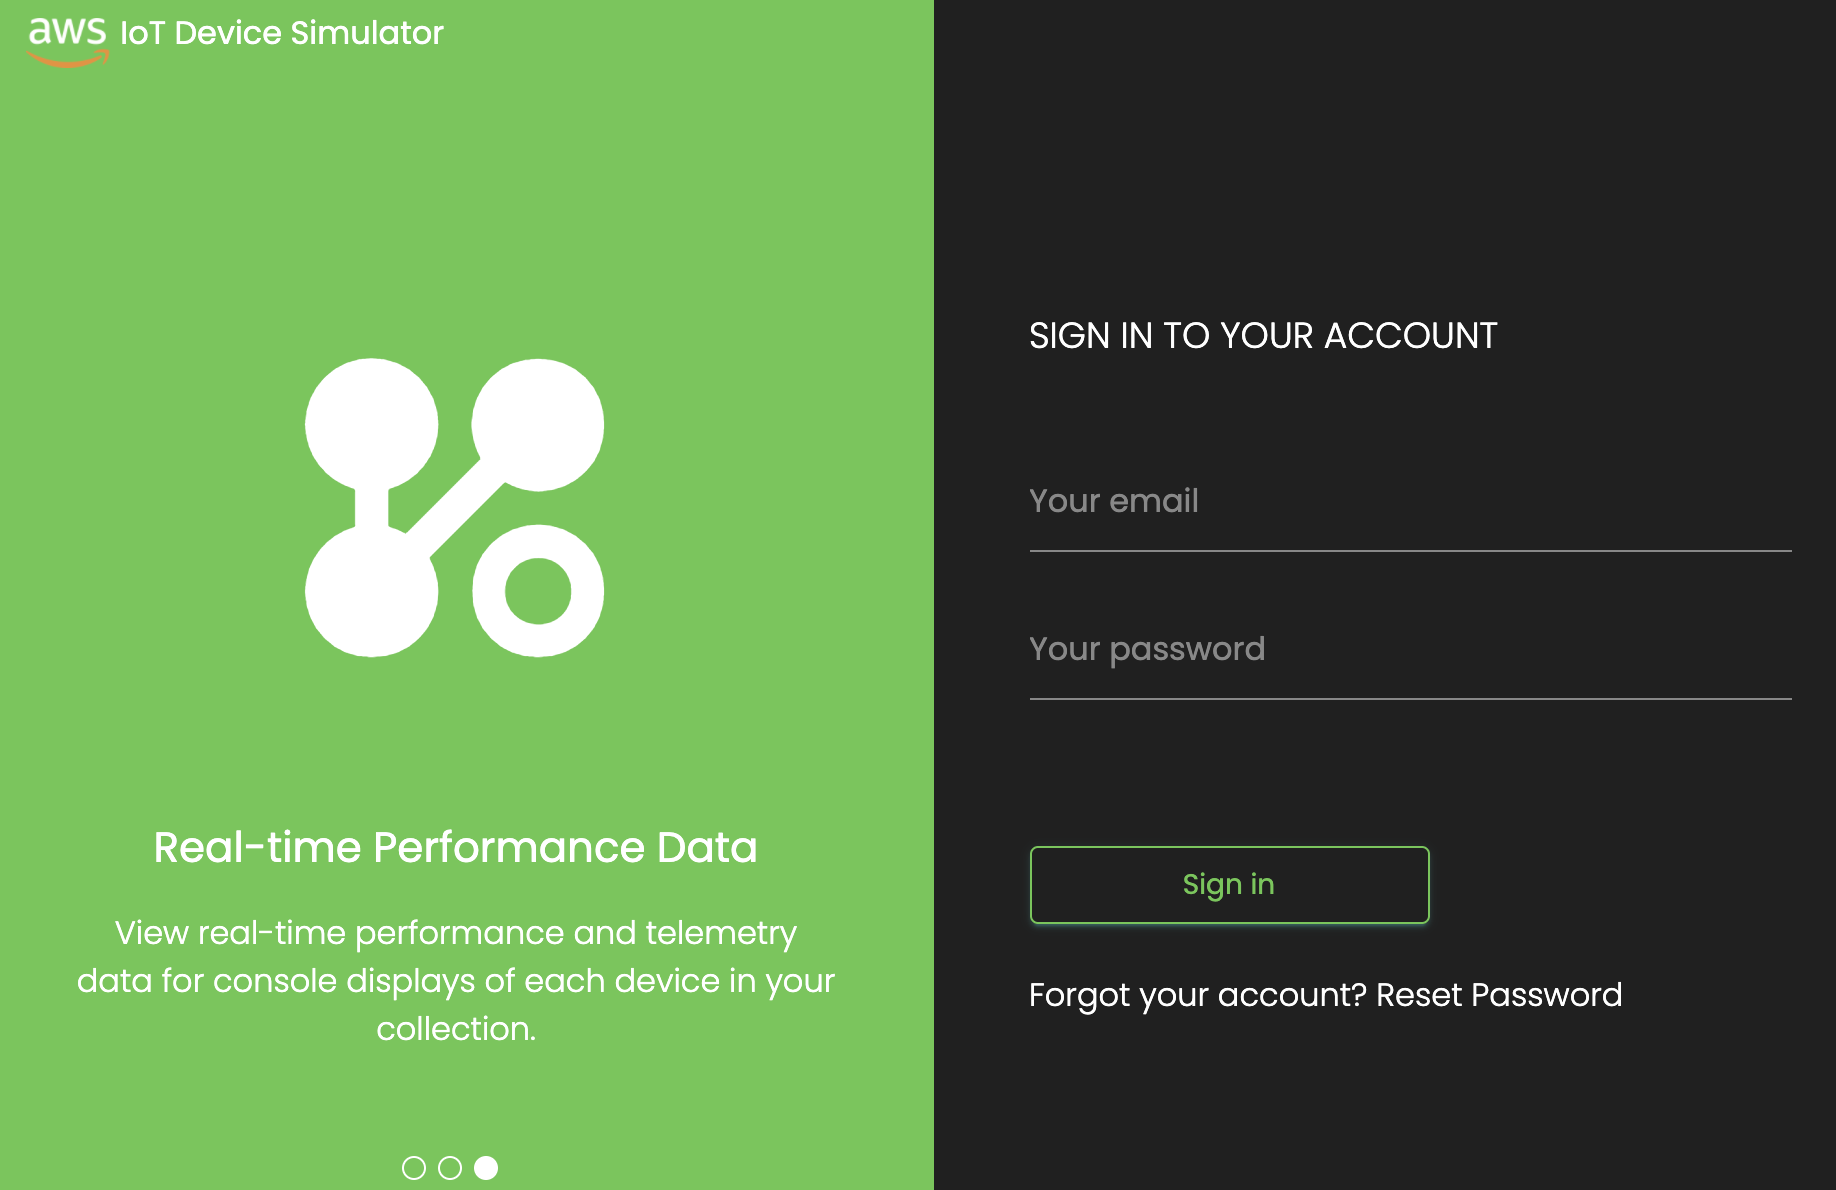 aws IoT Device Simulator
Real-time Performance Data
View real-time performance and telemetry
data for console displays of each device in your
collection.
SIGN IN TO YOUR ACCOUNT
Your email
Your password
Sign in
Forgot your account? Reset Password